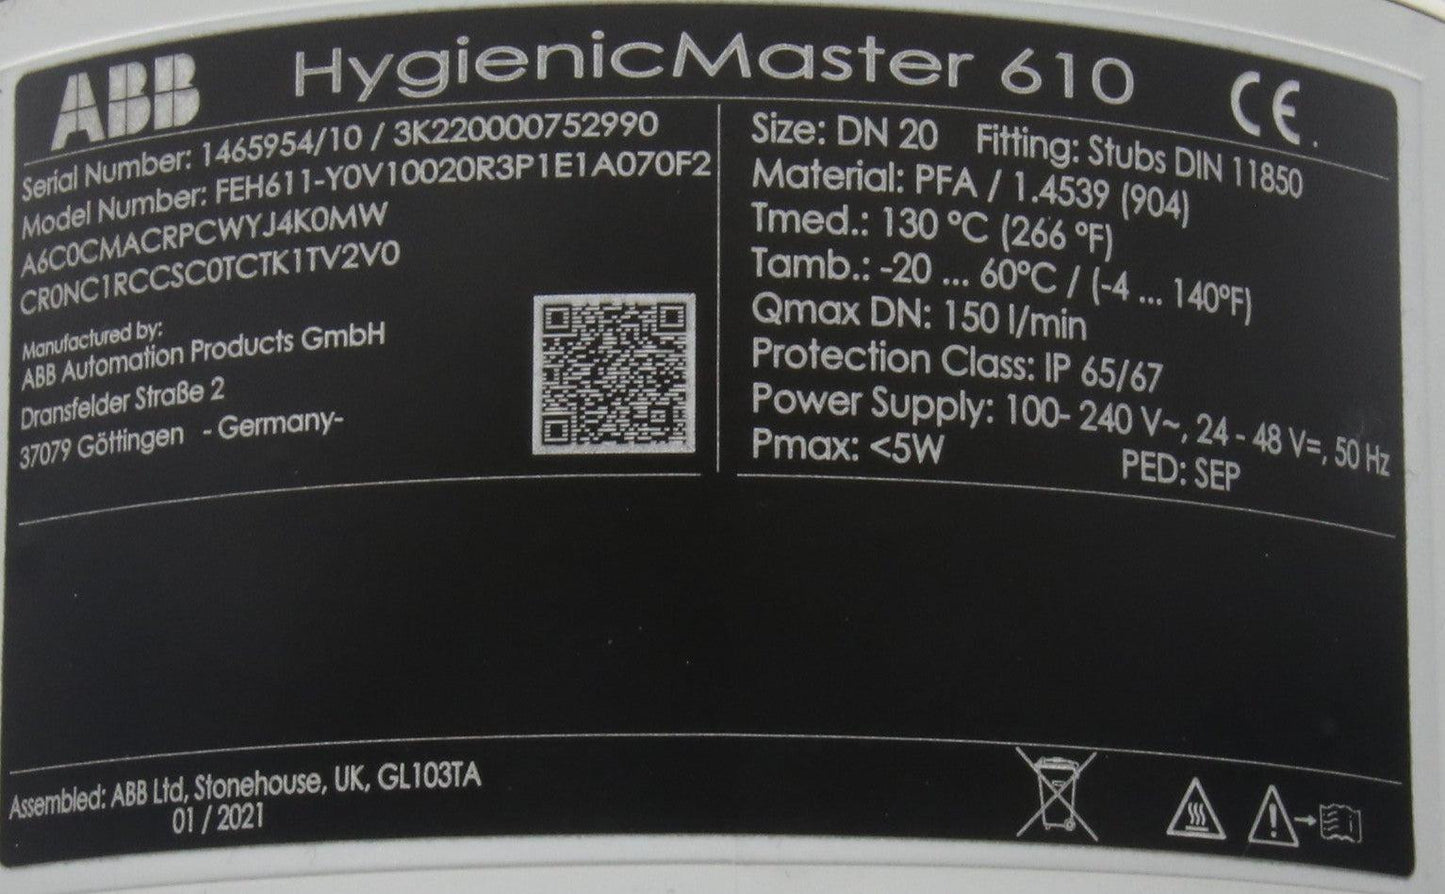 ABB
HygienicMaster 610
CE
Serial Number: 1465954/10 / 3K220000752990
Model Number: FEH611-Y0V10020R3P1E1A070F2
A6C0CMACRPCWYJ4K0MW
CR0NC1RCCSC0TCTK1TV2V0
Manufactured by:
ABB Automation Products GmbH
Dransfelder Straße 2
37079 Göttingen - Germany-
Size: DN 20 Fitting: Stubs DIN 11850
Material: PFA / 1.4539 (904)
Tmed.: 130 °C (266 °F)
Tamb.: -20 ... 60°C / (-4 ... 140°F)
Qmax DN: 150 l/min
Protection Class: IP 65/67
Power Supply: 100- 240 V~, 24 - 48 V=, 50 Hz
Pmax: <5W PED: SEP
Assembled: ABB Ltd, Stonehouse, UK, GL103TA
01 / 2021